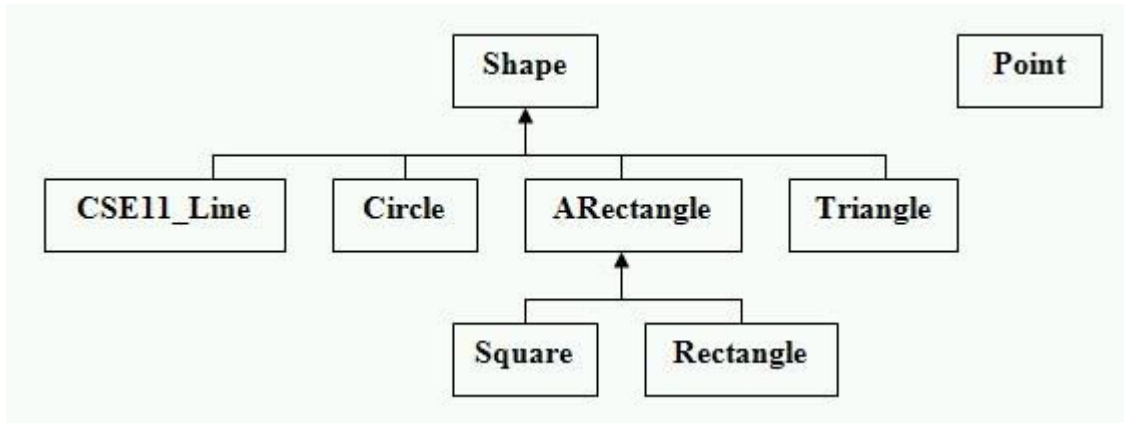 Shape
Point
CSE11_Line
Circle
ARectangle
Triangle
Square
Rectangle